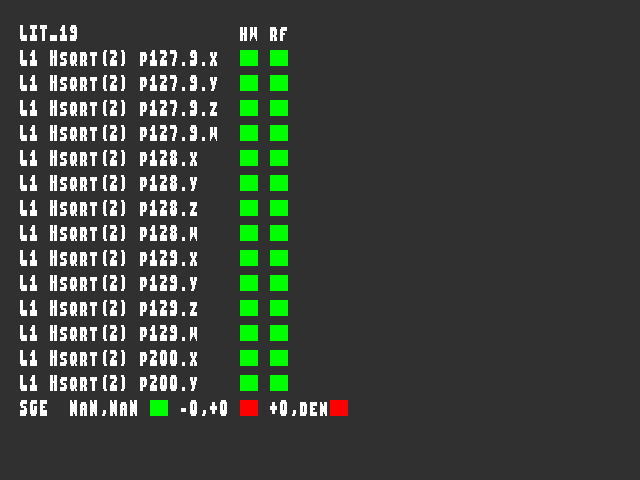 LIT_19 HW RF
L1 HSQRT(2) P127.9.X
L1 HSQRT(2) P127.9.Y
L1 HSQRT(2) P127.9.Z
L1 HSQRT(2) P127.9.W
L1 HSQRT(2) P128.X
L1 HSQRT(2) P128.Y
L1 HSQRT(2) P128.Z
L1 HSQRT(2) P128.W
L1 HSQRT(2) P129.X
L1 HSQRT(2) P129.Y
L1 HSQRT(2) P129.Z
L1 HSQRT(2) P129.W
L1 HSQRT(2) P200.X
L1 HSQRT(2) P200.Y
SGE NAN,NAN -0,+0 +0,DEN